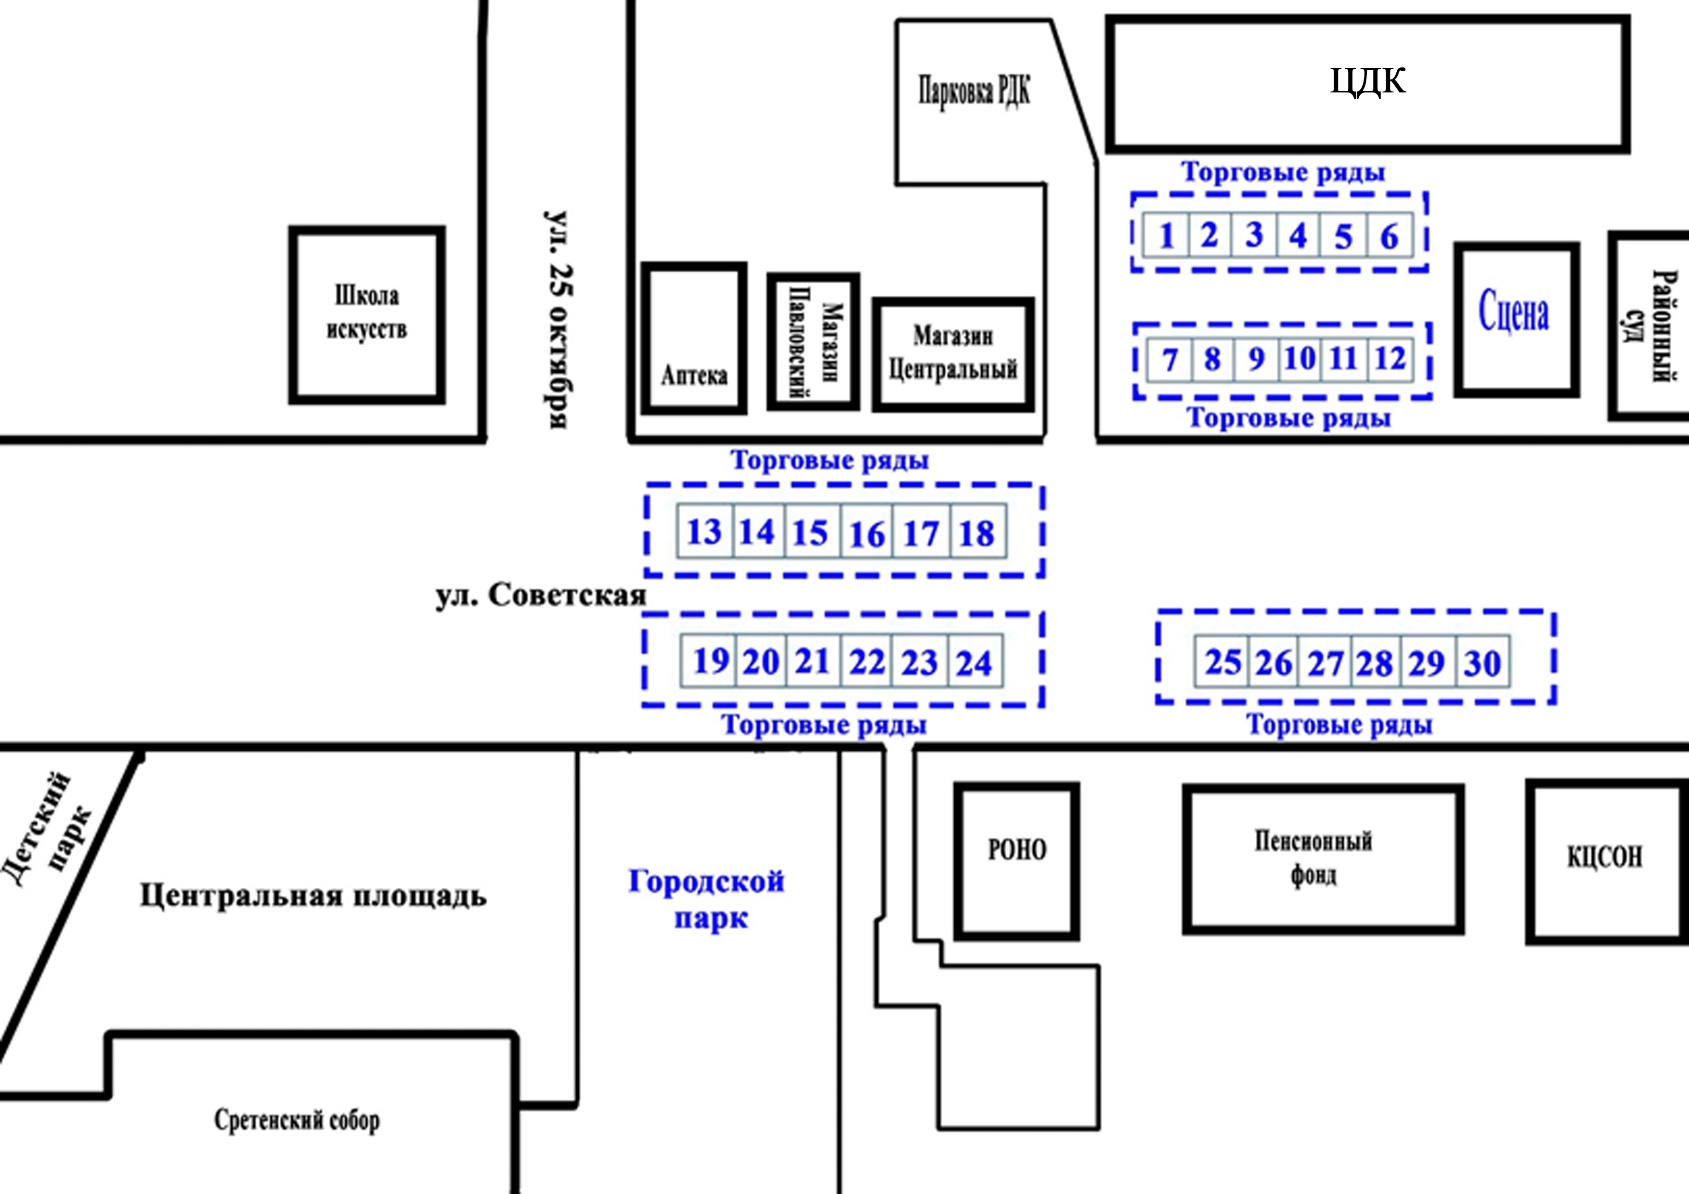 Парковка РДК
ЦДК
Торговые ряды
1 2 3 4 5 6
ул. 25 октября
Школа
искусств
Аптека
Магазин
Павловский
Магазин
Центральный
7 8 9 10 11 12
Торговые ряды
Сцена
Районный
суд
Торговые ряды
13 14 15 16 17 18
ул. Советская
19 20 21 22 23 24
Торговые ряды
25 26 27 28 29 30
Торговые ряды
Детский
парк
Центральная площадь
Городской
парк
РОНО
Пенсионный
фонд
КЦСОН
Сретенский собор